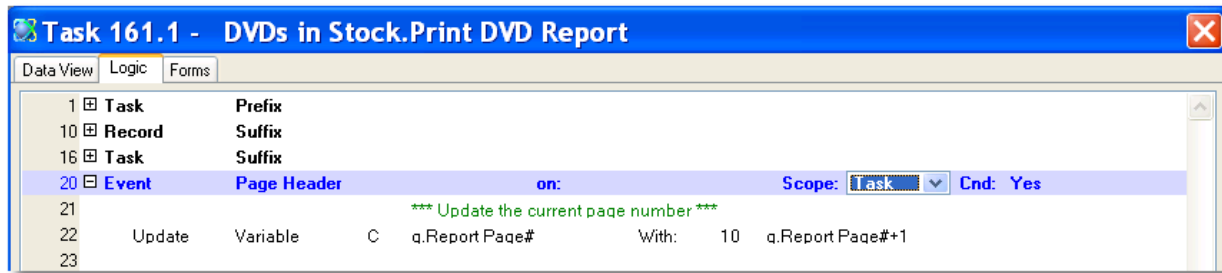 Task 161.1 - DVDs in Stock.Print DVD Report
Data View Logic Forms
1 Task Prefix
10 Record Suffix
16 Task Suffix
20 Event Page Header on: Scope: Task Cnd: Yes
21 *** Update the current page number ***
22 Update Variable C g.Report Page# With: 10 g.Report Page#+1
23